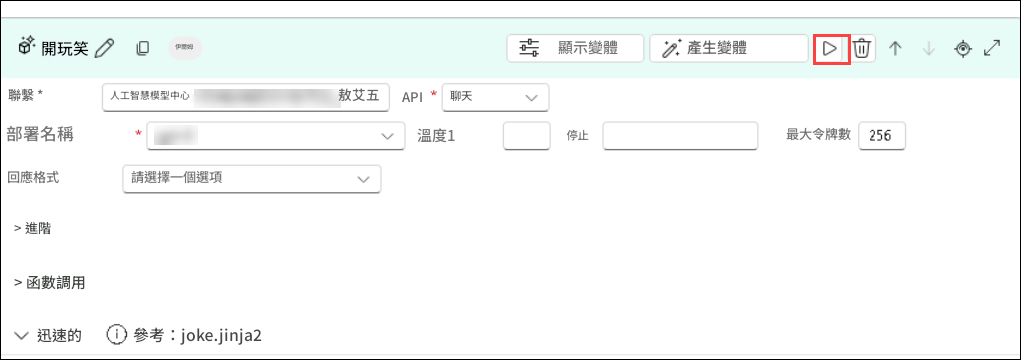 開玩笑 伊爾姆 顯示變體 產生變體
聯繫 * 人工智慧模型中心 敖艾五 API * 聊天
部署名稱 * 溫度1 停止 最大令牌數 256
回應格式 請選擇一個選項
> 進階
> 函數調用
迅速的 參考：joke.jinja2